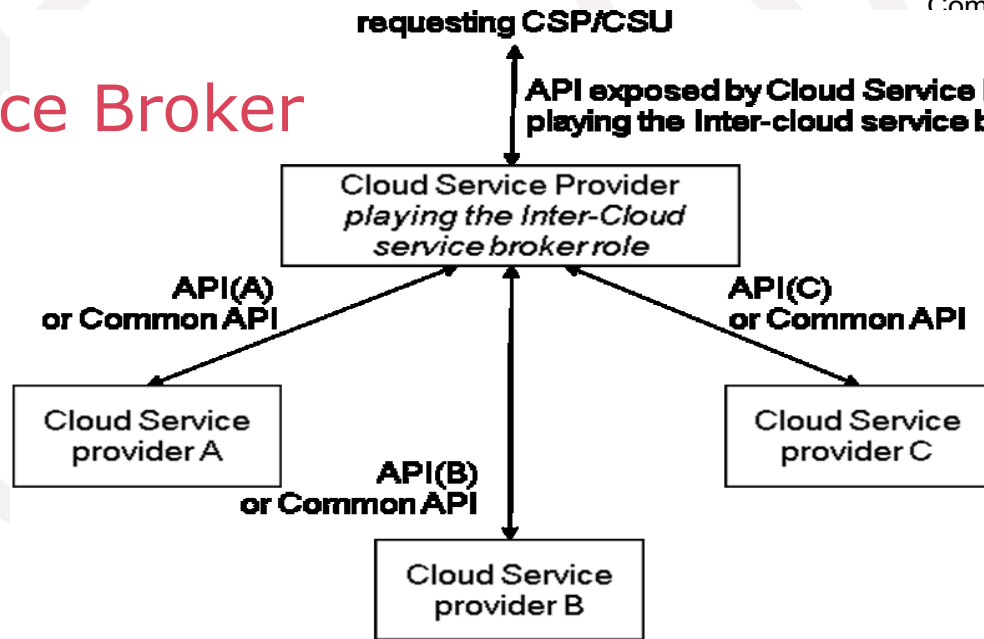 Com
requesting CSP/CSU
ce Broker
API exposed by Cloud Service
playing the Inter-cloud service
Cloud Service Provider
playing the Inter-Cloud
service broker role
API(A)
or Common API
API(C)
or Common API
Cloud Service
provider A
Cloud Service
provider C
API(B)
or Common API
Cloud Service
provider B